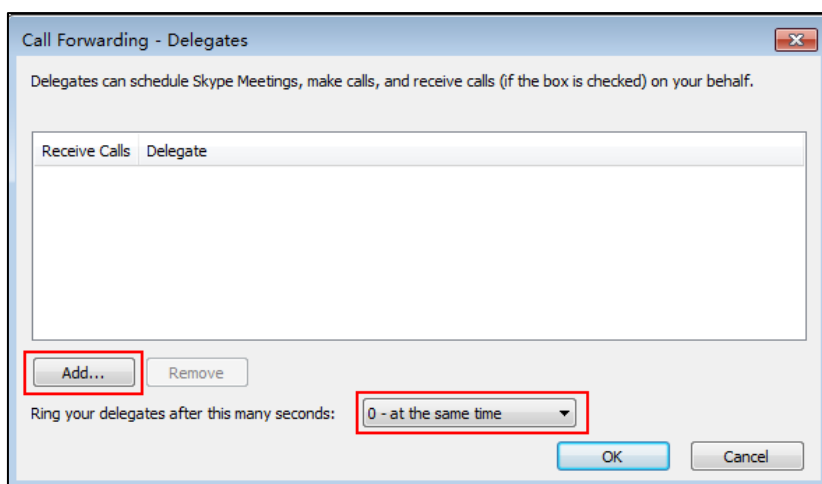 Call Forwarding - Delegates
Delegates can schedule Skype Meetings, make calls, and receive calls (if the box is checked) on your behalf.
Receive Calls Delegate
Add... Remove
Ring your delegates after this many seconds: 0 - at the same time
OK Cancel